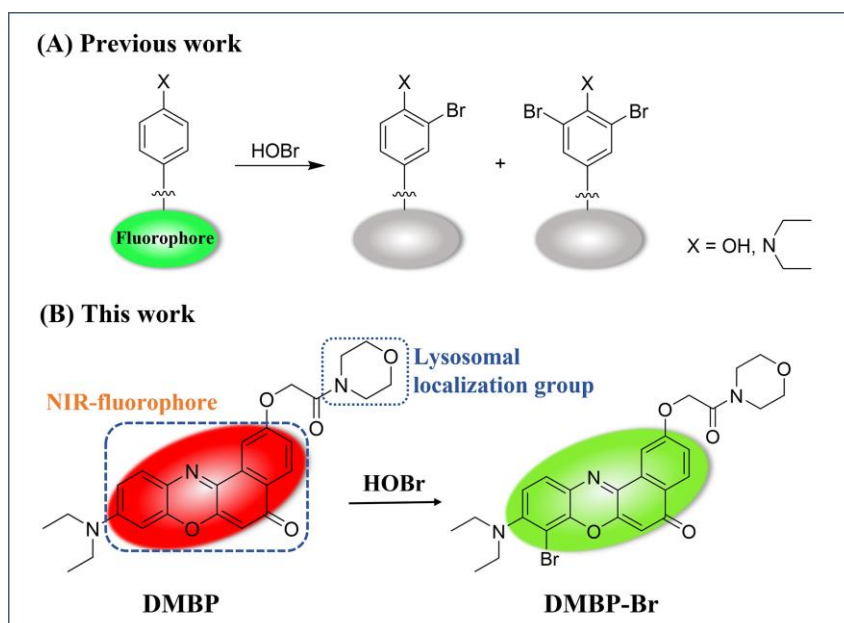 (A) Previous work
X
X
X
Br
Br
Br
HOBr
+
Fluorophore
X = OH, N
(B) This work
NIR-fluorophore
O
N
O
O
Lysosomal
localization group
N
O
O
N
HOBr
O
N
O
O
N
O
O
N
Br
DMBP
DMBP-Br